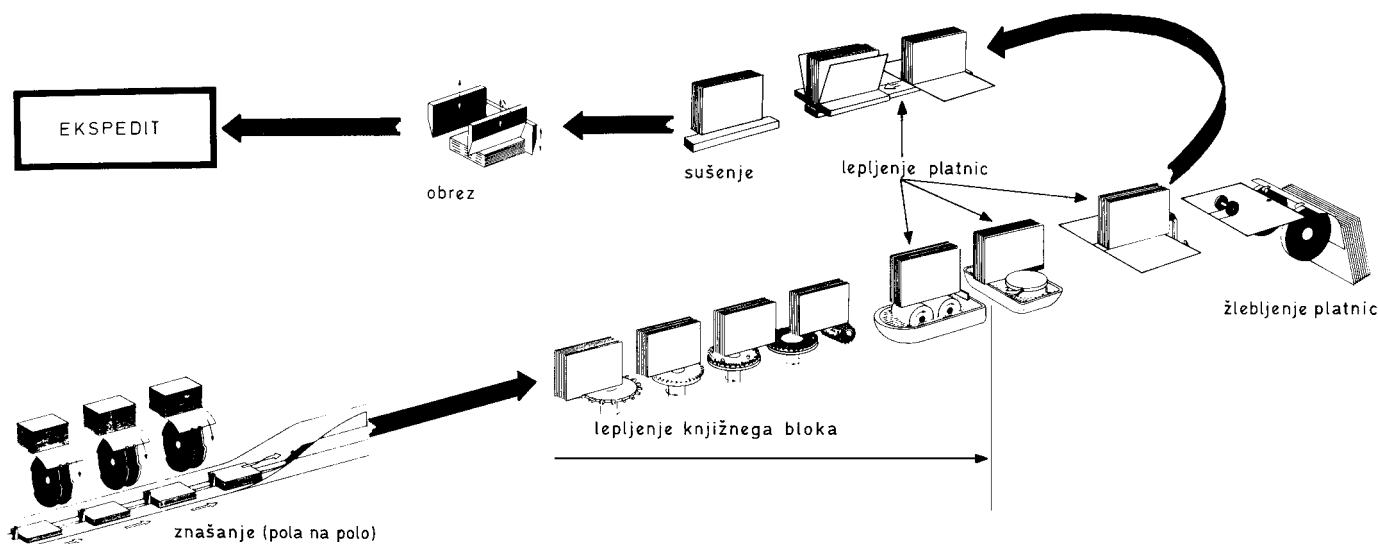 EKSPEDIT
obrez
sušenje
lepljenje platnic
žlebljenje platnic
lepljenje knjižnega bloka
znašanje (pola na polo)